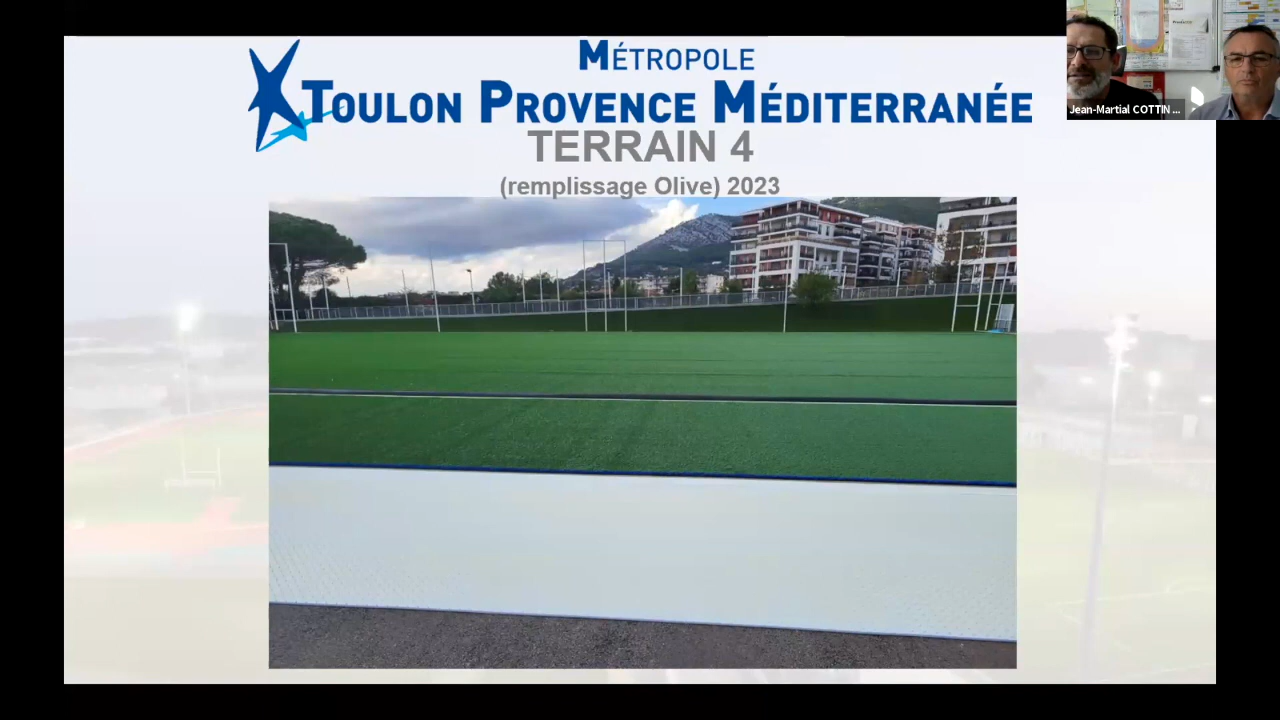 MÉTROPOLE
TOULON PROVENCE MÉDITERRANÉE
TERRAIN 4
(remplissage Olive) 2023
Jean-Martial COTTIN ...